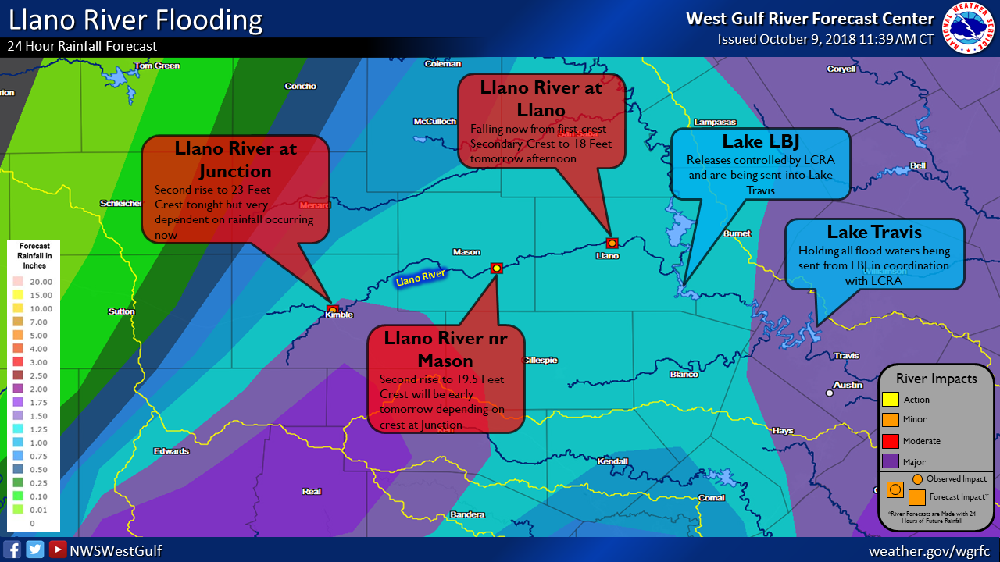 Llano River Flooding
24 Hour Rainfall Forecast
West Gulf River Forecast Center
Issued October 9, 2018 11:39 AM CT
NATIONAL WEATHER SERVICE
Tom Green
Concho
Coleman
Coryell
rion
McCulloch
San Saba
Lampasas
Bell
Schleicher
Menard
Burnet
Mason
Llano
Williamson
Llano River
Sutton
Kimble
Gillespie
Blanco
Travis
Austin
Hays
Kerr
Edwards
Kendall
Real
Comal
Bandera
Llano River at
Junction
Second rise to 23 Feet
Crest tonight but very
dependent on rainfall occurring
now
Llano River at
Llano
Falling now from first crest
Secondary Crest to 18 Feet
tomorrow afternoon
Lake LBJ
Releases controlled by LCRA
and are being sent into Lake
Travis
Lake Travis
Holding all flood waters being
sent from LBJ in coordination
with LCRA
Llano River nr
Mason
Second rise to 19.5 Feet
Crest will be early
tomorrow depending on
crest at Junction
Forecast
Rainfall in
Inches
20.00
15.00
10.00
7.00
5.00
4.00
3.00
2.50
2.00
1.75
1.50
1.25
1.00
0.75
0.50
0.25
0.10
0.01
0
River Impacts
Action
Minor
Moderate
Major
Observed Impact
Forecast Impact*
*River Forecasts are Made with 24
Hours of Future Rainfall
NWSWestGulf
weather.gov/wgrfc